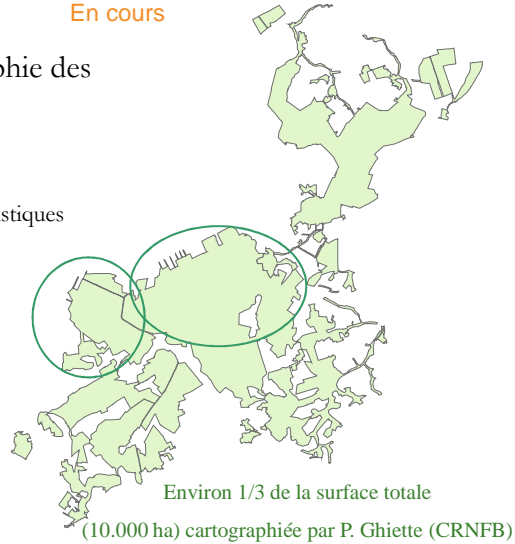 En cours
phie des
stiques
Environ 1/3 de la surface totale
(10.000 ha) cartographiée par P. Ghiette (CRNFB)